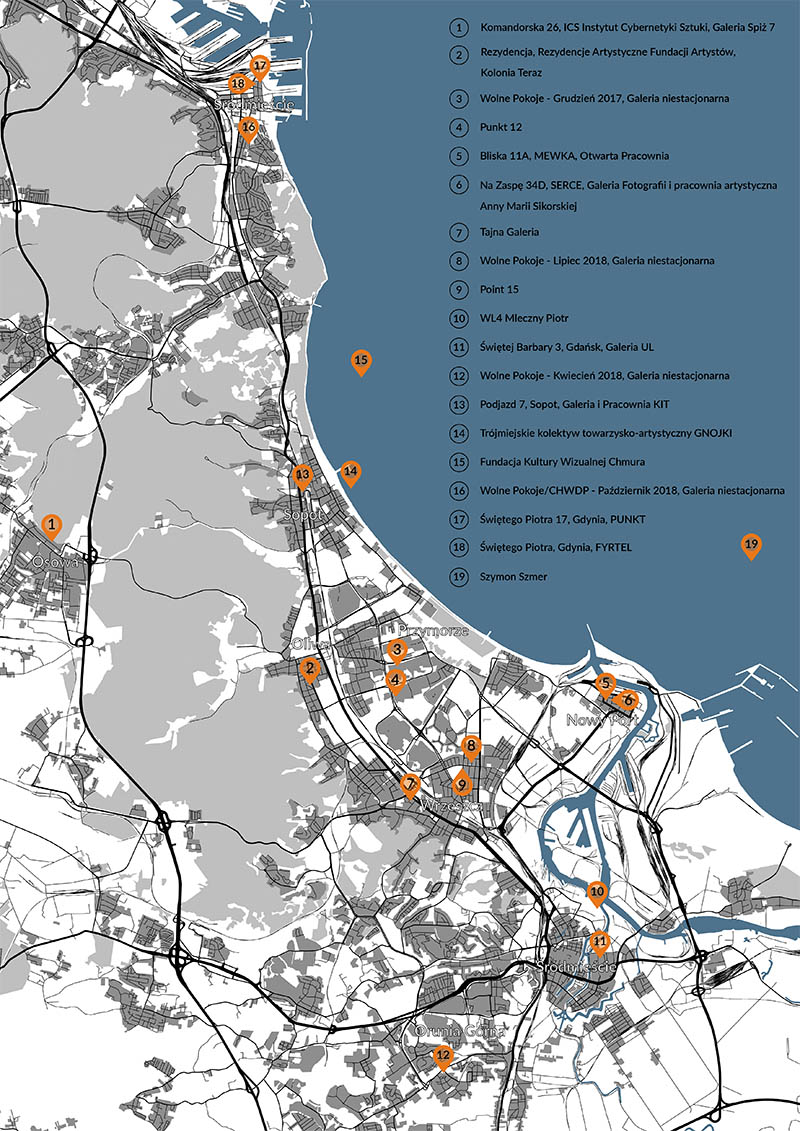 1 Komandorska 26, ICS Instytut Cybernetyki Sztuki, Galeria Spiż 7
2 Rezydencja, Rezydencje Artystyczne Fundacji Artystów,
Kolonia Teraz
3 Wolne Pokoje - Grudzień 2017, Galeria niestacjonarna
4 Punkt 12
5 Bliska 11A, MEWKA, Otwarta Pracownia
6 Na Zaspę 34D, SERCE, Galeria Fotografii i pracownia artystyczna
Anny Marii Sikorskiej
7 Tajna Galeria
8 Wolne Pokoje - Lipiec 2018, Galeria niestacjonarna
9 Point 15
10 WL4 Mleczny Piotr
11 Świętej Barbary 3, Gdańsk, Galeria UL
12 Wolne Pokoje - Kwiecień 2018, Galeria niestacjonarna
13 Podjazd 7, Sopot, Galeria i Pracownia KIT
14 Trójmiejskie kolektyw towarzysko-artystyczny GNOJKI
15 Fundacja Kultury Wizualnej Chmura
16 Wolne Pokoje/CHWDP - Październik 2018, Galeria niestacjonarna
17 Świętego Piotra 17, Gdynia, PUNKT
18 Świętego Piotra, Gdynia, FYRTEL
19 Szymon Szmer
17
18
Śródmieście
16
15
14
13
Sopot
1
Osowa
19
Przymorze
Oliwa
3
2
4
5
6
Nowy Port
8
7
9
Wrzeszcz
10
11
Śródmieście
Orunia Górna
12